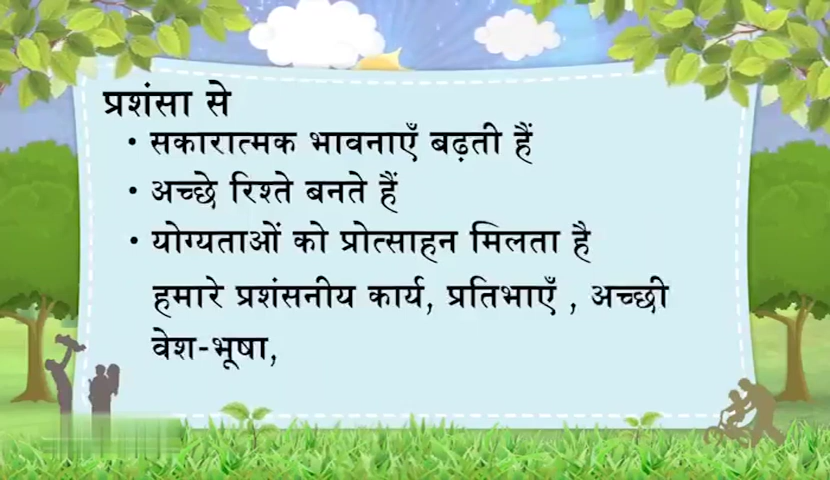 प्रशंसा से
• सकारात्मक भावनाएँ बढ़ती हैं
• अच्छे रिश्ते बनते हैं
• योग्यताओं को प्रोत्साहन मिलता है
हमारे प्रशंसनीय कार्य, प्रतिभाएँ , अच्छी
वेश-भूषा,